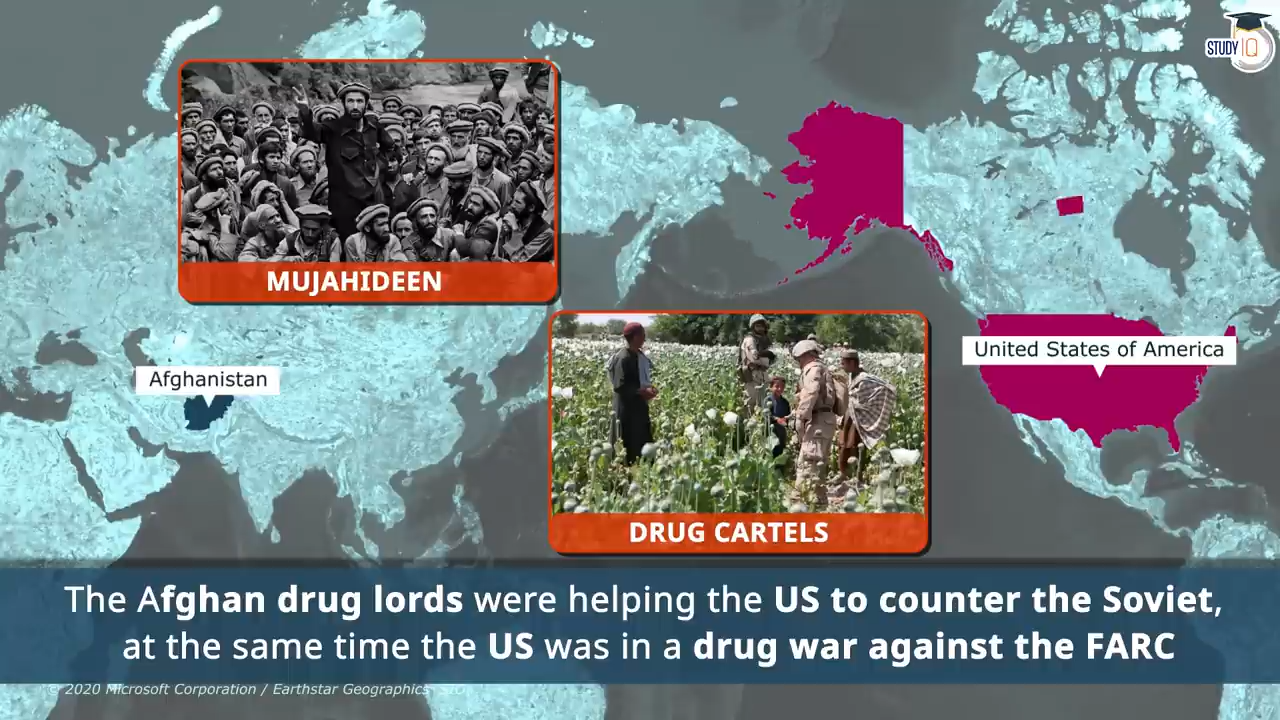 STUDY IQ
MUJAHIDEEN
Afghanistan
United States of America
DRUG CARTELS
The Afghan drug lords were helping the US to counter the Soviet,
at the same time the US was in a drug war against the FARC
© 2020 Microsoft Corporation / Earthstar Geographics SIO